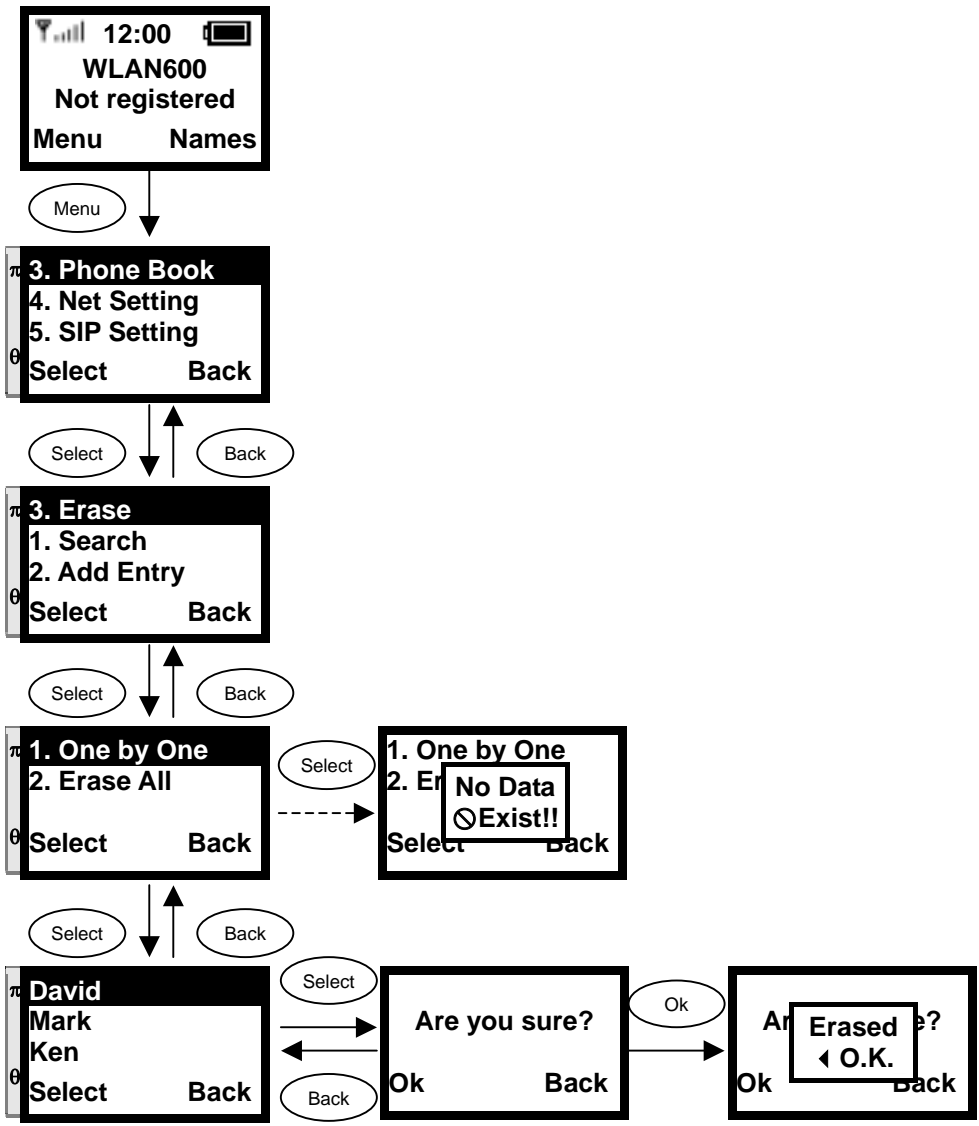 12:00
WLAN600
Not registered
Menu Names
Menu
π
3. Phone Book
4. Net Setting
5. SIP Setting
θ
Select Back
Select Back
π
3. Erase
1. Search
2. Add Entry
θ
Select Back
Select Back
π
1. One by One
2. Erase All
θ
Select Back
Select
1. One by One
2. Er
No Data
Exist!!
Select Back
Select Back
π
David
Mark
Ken
θ
Select Back
Select
Back
Are you sure?
Ok Back
Ok
Ar e?
Erased
O.K.
Ok Back